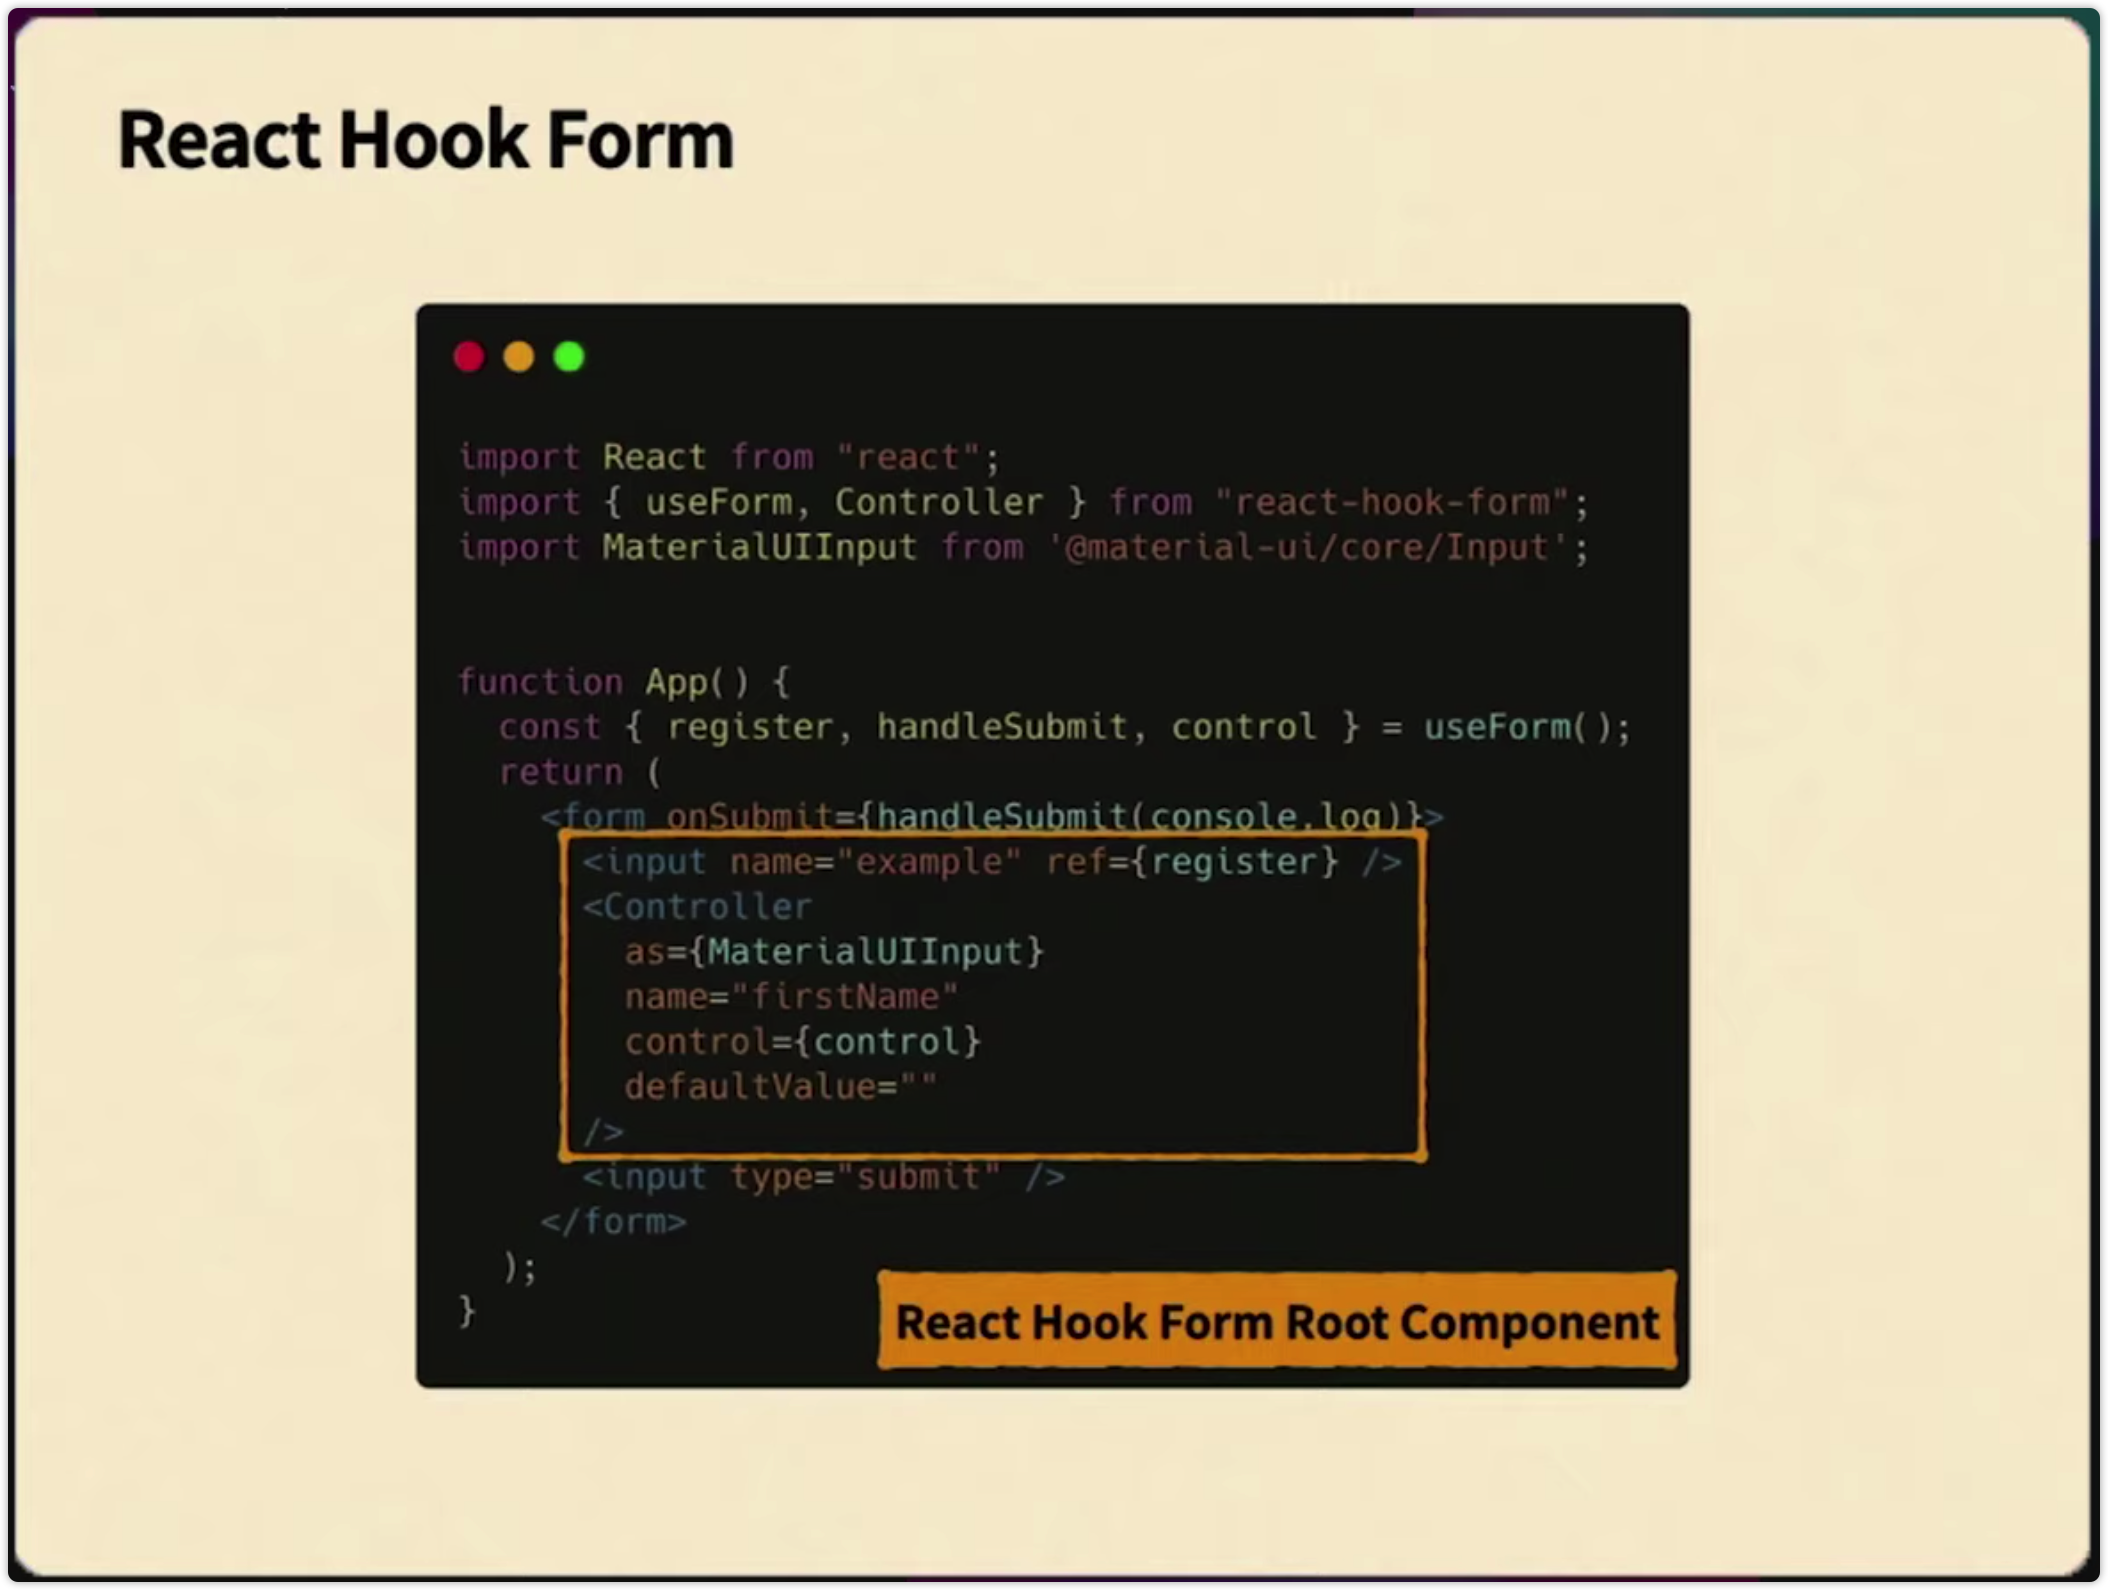 React Hook Form
import React from "react";
import { useForm, Controller } from "react-hook-form";
import MaterialUIInput from '@material-ui/core/Input';
function App() {
  const { register, handleSubmit, control } = useForm();
  return (
    <form onSubmit={handleSubmit(console.log)}>
      <input name="example" ref={register} />
      <Controller
        as={MaterialUIInput}
        name="firstName"
        control={control}
        defaultValue=""
      />
      <input type="submit" />
    </form>
  );
}
React Hook Form Root Component